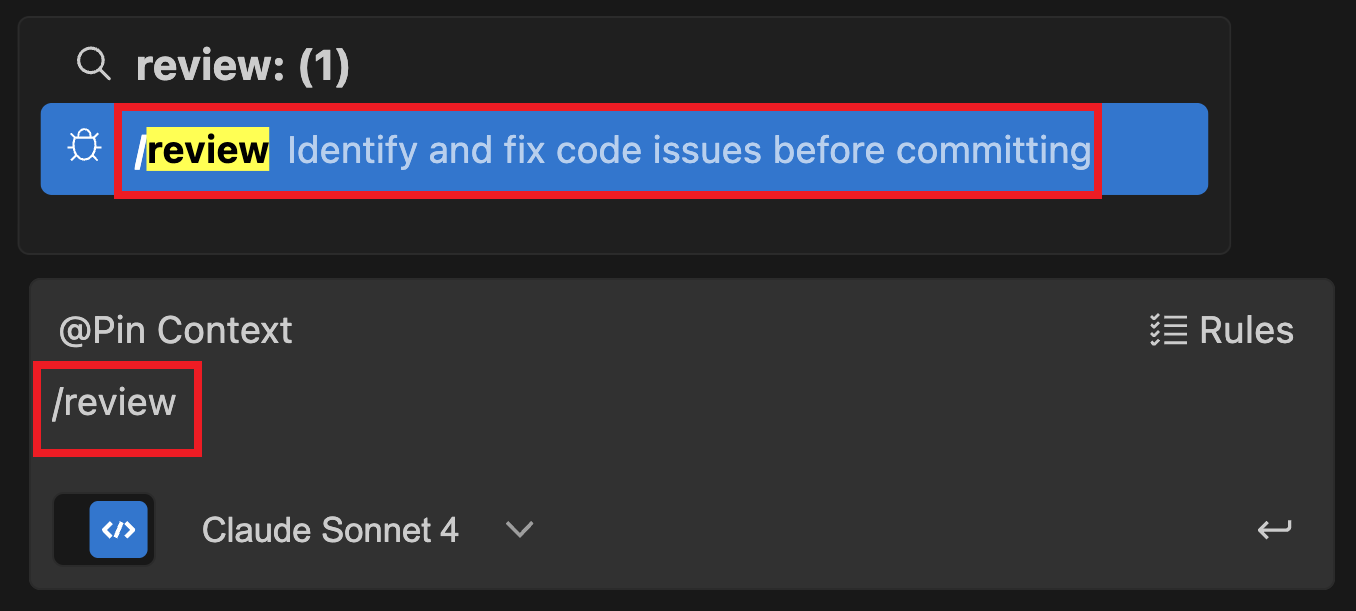 review: (1)
/review Identify and fix code issues before committing
@Pin Context
Rules
/review
</>
Claude Sonnet 4